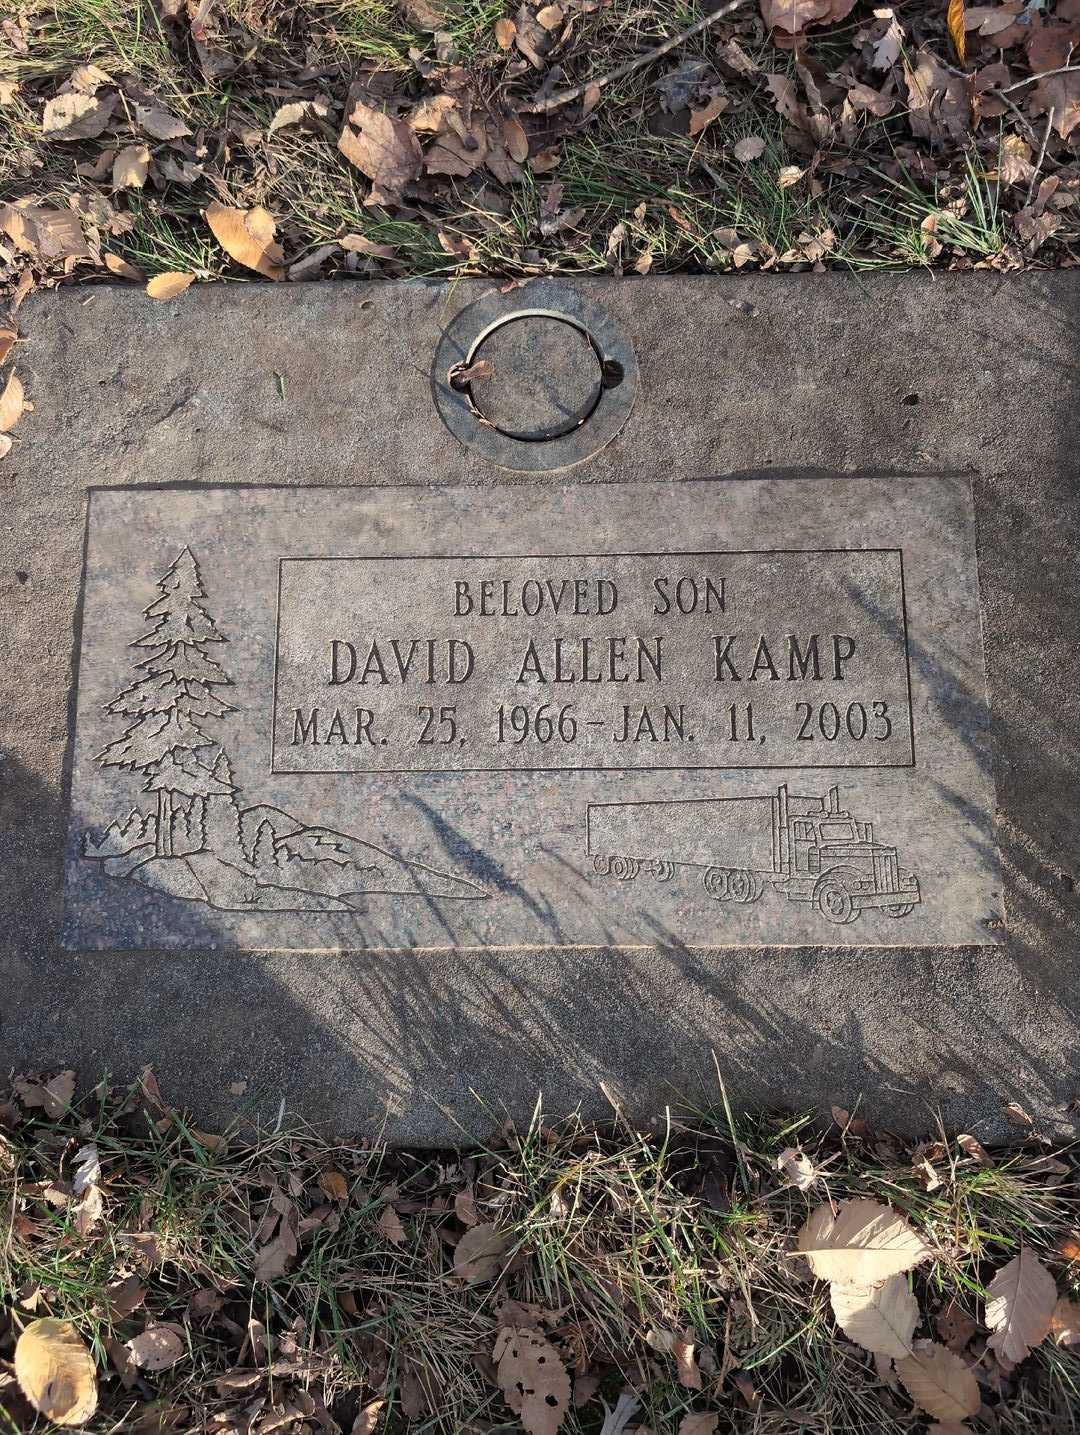 BELOVED SON
DAVID ALLEN KAMP
MAR. 25, 1966 – JAN. 11, 2003